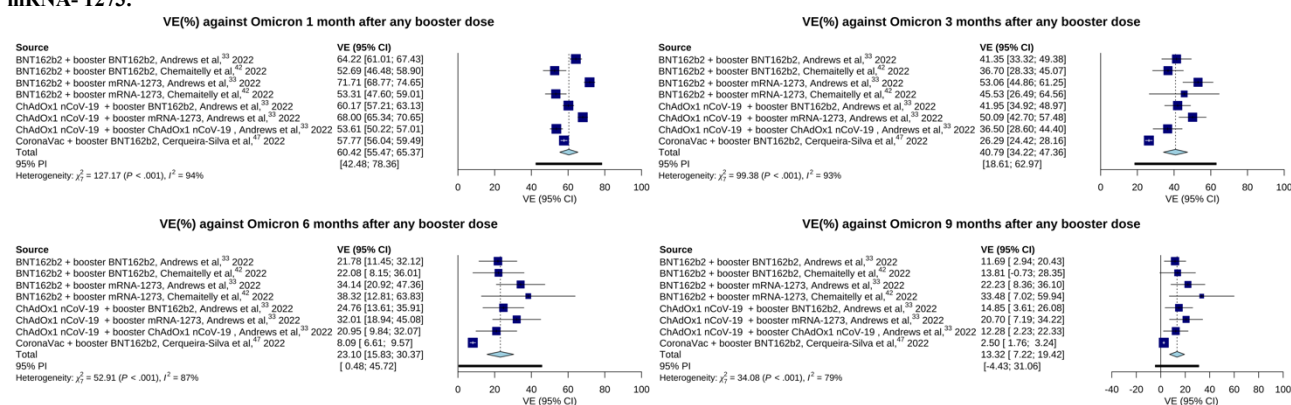 mRNA- 1273.
VE(%) against Omicron 1 month after any booster dose
Source VE (95% CI)
BNT162b2 + booster BNT162b2, Andrews et al,33 2022 64.22 [61.01; 67.43]
BNT162b2 + booster BNT162b2, Chemaitelly et al,42 2022 52.69 [46.48; 58.90]
BNT162b2 + booster mRNA-1273, Andrews et al,33 2022 71.71 [68.77; 74.65]
BNT162b2 + booster mRNA-1273, Chemaitelly et al,42 2022 53.31 [47.60; 59.01]
ChAdOx1 nCoV-19 + booster BNT162b2, Andrews et al,33 2022 60.17 [57.21; 63.13]
ChAdOx1 nCoV-19 + booster mRNA-1273, Andrews et al,33 2022 68.00 [65.34; 70.65]
ChAdOx1 nCoV-19 + booster ChAdOx1 nCoV-19 , Andrews et al,33 2022 53.61 [50.22; 57.01]
CoronaVac + booster BNT162b2, Cerqueira-Silva et al,47 2022 57.77 [56.04; 59.49]
Total 60.42 [55.47; 65.37]
95% PI [42.48; 78.36]
Heterogeneity: χ²₇ = 127.17 (P < .001), I² = 94%
0 20 40 60 80 100
VE (95% CI)
VE(%) against Omicron 3 months after any booster dose
Source VE (95% CI)
BNT162b2 + booster BNT162b2, Andrews et al,33 2022 41.35 [33.32; 49.38]
BNT162b2 + booster BNT162b2, Chemaitelly et al,42 2022 36.70 [28.33; 45.07]
BNT162b2 + booster mRNA-1273, Andrews et al,33 2022 53.06 [44.86; 61.25]
BNT162b2 + booster mRNA-1273, Chemaitelly et al,42 2022 45.53 [26.49; 64.56]
ChAdOx1 nCoV-19 + booster BNT162b2, Andrews et al,33 2022 41.95 [34.92; 48.97]
ChAdOx1 nCoV-19 + booster mRNA-1273, Andrews et al,33 2022 50.09 [42.70; 57.48]
ChAdOx1 nCoV-19 + booster ChAdOx1 nCoV-19 , Andrews et al,33 2022 36.50 [28.60; 44.40]
CoronaVac + booster BNT162b2, Cerqueira-Silva et al,47 2022 26.29 [24.42; 28.16]
Total 40.79 [34.22; 47.36]
95% PI [18.61; 62.97]
Heterogeneity: χ²₇ = 99.38 (P < .001), I² = 93%
0 20 40 60 80 100
VE (95% CI)
VE(%) against Omicron 6 months after any booster dose
Source VE (95% CI)
BNT162b2 + booster BNT162b2, Andrews et al,33 2022 21.78 [11.45; 32.12]
BNT162b2 + booster BNT162b2, Chemaitelly et al,42 2022 22.08 [ 8.15; 36.01]
BNT162b2 + booster mRNA-1273, Andrews et al,33 2022 34.14 [20.92; 47.36]
BNT162b2 + booster mRNA-1273, Chemaitelly et al,42 2022 38.32 [12.81; 63.83]
ChAdOx1 nCoV-19 + booster BNT162b2, Andrews et al,33 2022 24.76 [13.61; 35.91]
ChAdOx1 nCoV-19 + booster mRNA-1273, Andrews et al,33 2022 32.01 [18.94; 45.08]
ChAdOx1 nCoV-19 + booster ChAdOx1 nCoV-19 , Andrews et al,33 2022 20.95 [ 9.84; 32.07]
CoronaVac + booster BNT162b2, Cerqueira-Silva et al,47 2022 8.09 [ 6.61; 9.57]
Total 23.10 [15.83; 30.37]
95% PI [ 0.48; 45.72]
Heterogeneity: χ²₇ = 52.91 (P < .001), I² = 87%
0 20 40 60 80 100
VE (95% CI)
VE(%) against Omicron 9 months after any booster dose
Source VE (95% CI)
BNT162b2 + booster BNT162b2, Andrews et al,33 2022 11.69 [ 2.94; 20.43]
BNT162b2 + booster BNT162b2, Chemaitelly et al,42 2022 13.81 [-0.73; 28.35]
BNT162b2 + booster mRNA-1273, Andrews et al,33 2022 22.23 [ 8.36; 36.10]
BNT162b2 + booster mRNA-1273, Chemaitelly et al,42 2022 33.48 [ 7.02; 59.94]
ChAdOx1 nCoV-19 + booster BNT162b2, Andrews et al,33 2022 14.85 [ 3.61; 26.08]
ChAdOx1 nCoV-19 + booster mRNA-1273, Andrews et al,33 2022 20.70 [ 7.19; 34.22]
ChAdOx1 nCoV-19 + booster ChAdOx1 nCoV-19 , Andrews et al,33 2022 12.28 [ 2.23; 22.33]
CoronaVac + booster BNT162b2, Cerqueira-Silva et al,47 2022 2.50 [ 1.76; 3.24]
Total 13.32 [ 7.22; 19.42]
95% PI [-4.43; 31.06]
Heterogeneity: χ²₇ = 34.08 (P < .001), I² = 79%
-40 -20 0 20 40 60 80 100
VE (95% CI)